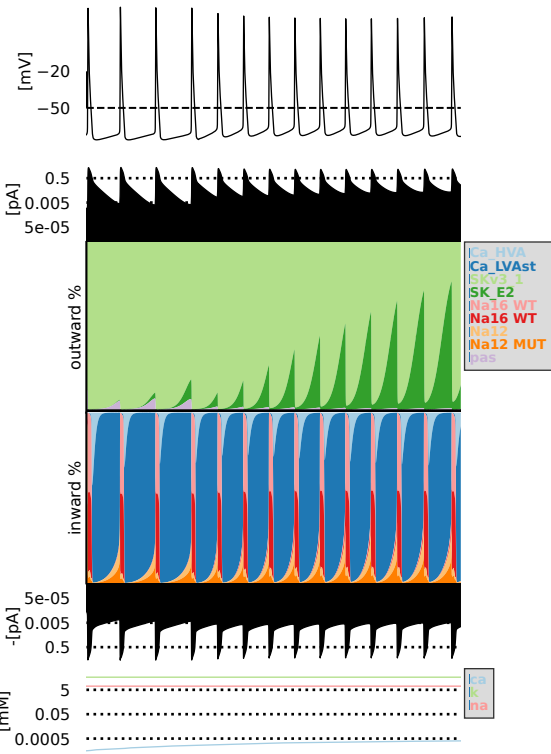 [mV]
−20
−50
[pA]
0.5
0.005
5e-05
outward %
Ca_HVA
Ca_LVAst
SKv3_1
SK_E2
Na16 WT
Na16 WT
Na12
Na12 MUT
pas
inward %
-[pA]
5e-05
0.005
0.5
[mM]
5
0.05
0.0005
ca
k
na